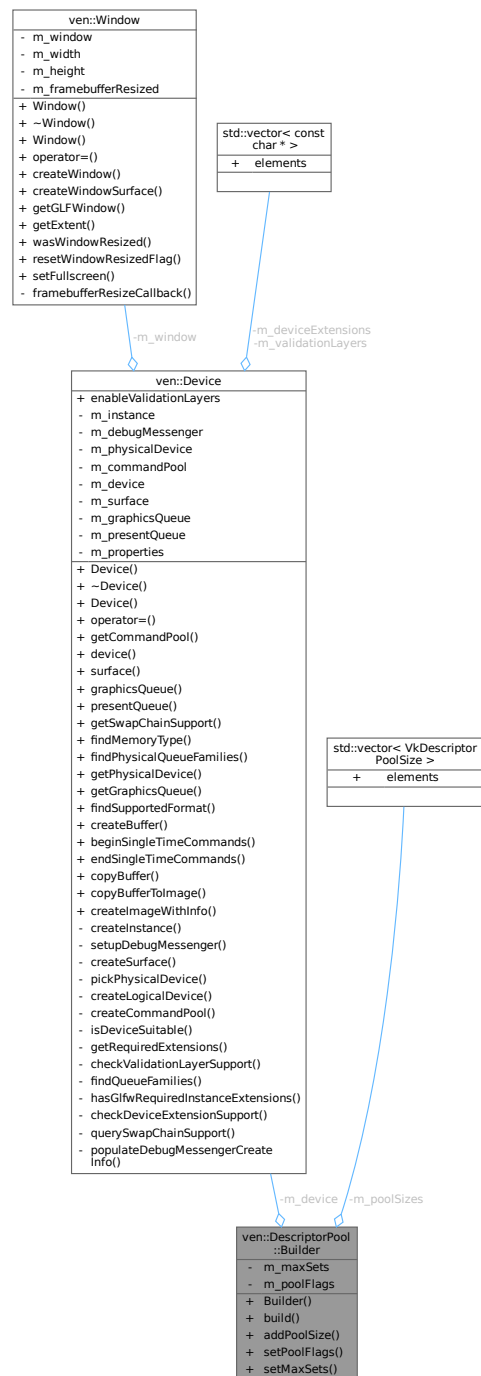 ven::Window
- m_window
- m_width
- m_height
- m_framebufferResized
+ Window()
+ ~Window()
+ Window()
+ operator=()
+ createWindow()
+ createWindowSurface()
+ getGLFWindow()
+ getExtent()
+ wasWindowResized()
+ resetWindowResizedFlag()
+ setFullscreen()
- framebufferResizeCallback()
std::vector< const
char * >
+ elements
-m_window
-m_deviceExtensions
-m_validationLayers
ven::Device
+ enableValidationLayers
- m_instance
- m_debugMessenger
- m_physicalDevice
- m_commandPool
- m_device
- m_surface
- m_graphicsQueue
- m_presentQueue
- m_properties
+ Device()
+ ~Device()
+ Device()
+ operator=()
+ getCommandPool()
+ device()
+ surface()
+ graphicsQueue()
+ presentQueue()
+ getSwapChainSupport()
+ findMemoryType()
+ findPhysicalQueueFamilies()
+ getPhysicalDevice()
+ getGraphicsQueue()
+ findSupportedFormat()
+ createBuffer()
+ beginSingleTimeCommands()
+ endSingleTimeCommands()
+ copyBuffer()
+ copyBufferToImage()
+ createImageWithInfo()
- createInstance()
- setupDebugMessenger()
- createSurface()
- pickPhysicalDevice()
- createLogicalDevice()
- createCommandPool()
- isDeviceSuitable()
- getRequiredExtensions()
- checkValidationLayerSupport()
- findQueueFamilies()
- hasGlfwRequiredInstanceExtensions()
- checkDeviceExtensionSupport()
- querySwapChainSupport()
- populateDebugMessengerCreate
Info()
std::vector< VkDescriptor
PoolSize >
+ elements
-m_device
-m_poolSizes
ven::DescriptorPool
::Builder
- m_maxSets
- m_poolFlags
+ Builder()
+ build()
+ addPoolSize()
+ setPoolFlags()
+ setMaxSets()